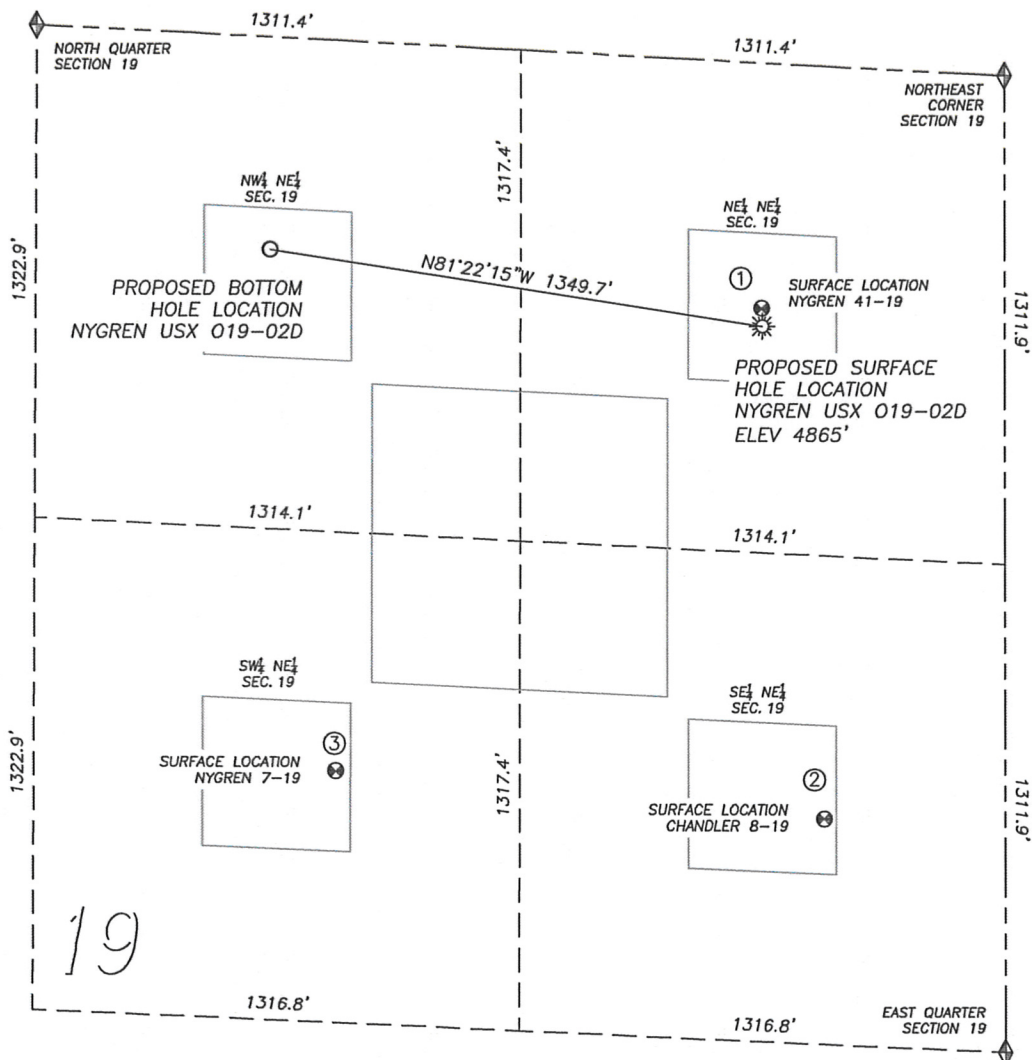 1311.4'
1311.4'
NORTH QUARTER
SECTION 19
NORTHEAST
CORNER
SECTION 19
1317.4'
NW¼ NE¼
SEC. 19
NE¼ NE¼
SEC. 19
1322.9'
N81°22'15"W 1349.7'
①
SURFACE LOCATION
NYGREN 41-19
PROPOSED BOTTOM
HOLE LOCATION
NYGREN USX O19-02D
1311.9'
PROPOSED SURFACE
HOLE LOCATION
NYGREN USX O19-02D
ELEV 4865'
1314.1'
1314.1'
SW¼ NE¼
SEC. 19
SE¼ NE¼
SEC. 19
1322.9'
③
SURFACE LOCATION
NYGREN 7-19
1317.4'
②
SURFACE LOCATION
CHANDLER 8-19
1311.9'
19
1316.8'
1316.8'
EAST QUARTER
SECTION 19